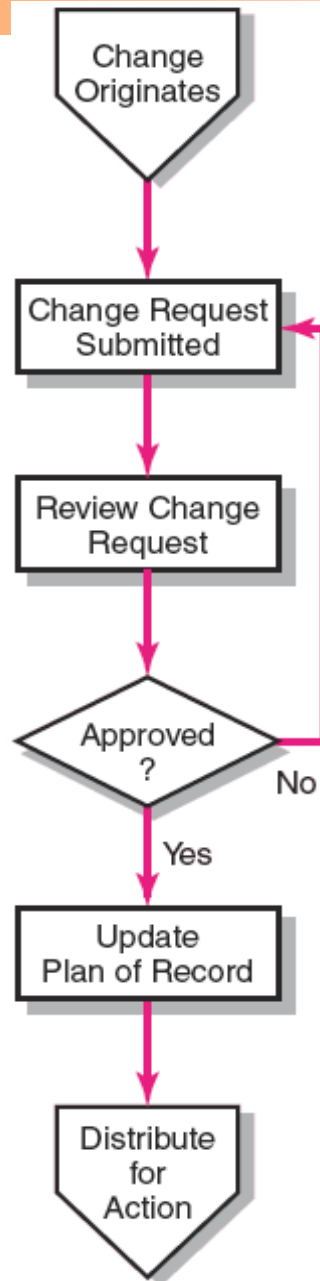 Change
Originates
Change Request
Submitted
Review Change
Request
Approved
?
No
Yes
Update
Plan of Record
Distribute
for
Action